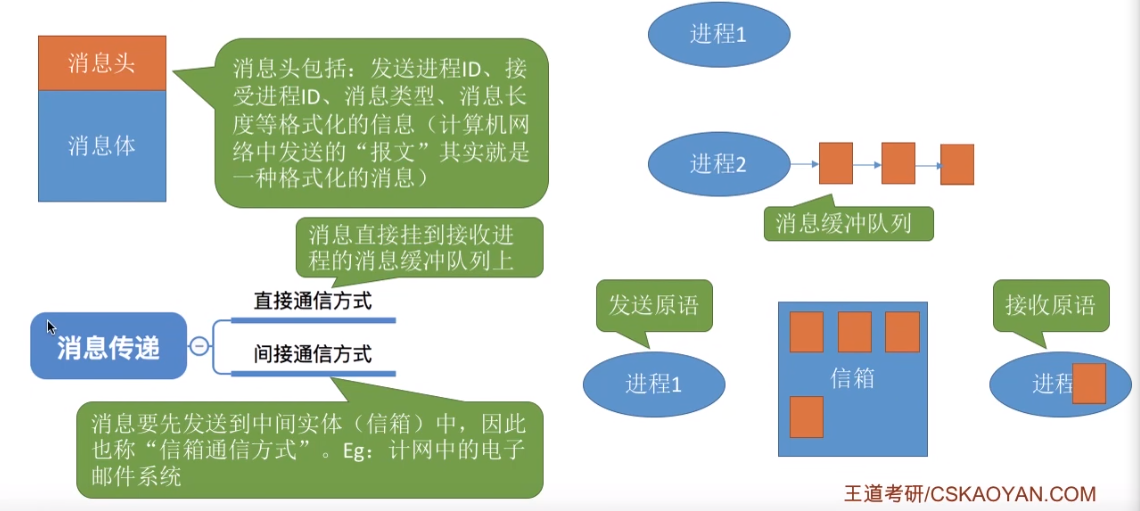 消息头
消息体
消息头包括：发送进程ID、接
受进程ID、消息类型、消息长
度等格式化的信息（计算机网
络中发送的“报文”其实就是
一种格式化的消息）
消息直接挂到接收进
程的消息缓冲队列上
直接通信方式
消息传递
间接通信方式
消息要先发送到中间实体（信箱）中，因此
也称“信箱通信方式”。Eg：计网中的电子
邮件系统
进程1
进程2
消息缓冲队列
发送原语
接收原语
进程1
信箱
进程
王道考研/CSKAOYAN.COM